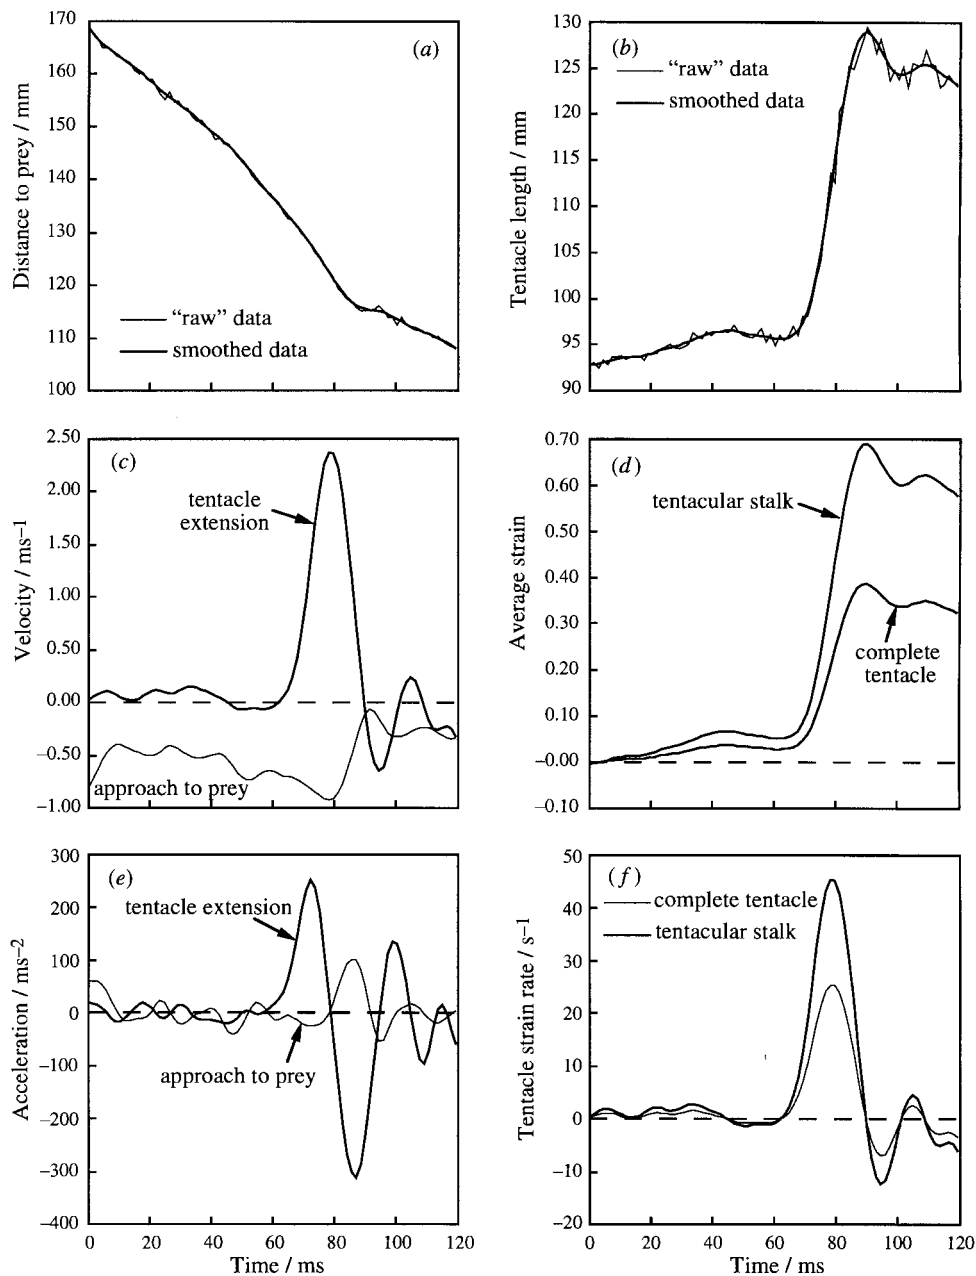 170
160
150
140
130
120
110
100
Distance to prey / mm
(a)
"raw" data
smoothed data
130
125
120
115
110
105
100
95
90
Tentacle length / mm
(b)
"raw" data
smoothed data
2.50
2.00
1.50
1.00
0.50
0.00
–0.50
–1.00
Velocity / ms–1
(c)
tentacle
extension
approach to prey
0.70
0.60
0.50
0.40
0.30
0.20
0.10
–0.00
–0.10
Average strain
(d)
tentacular stalk
complete
tentacle
300
200
100
0
–100
–200
–300
–400
Acceleration / ms–2
(e)
tentacle extension
approach to prey
0 20 40 60 80 100 120
Time / ms
50
40
30
20
10
0
–10
–20
Tentacle strain rate / s–1
(f)
complete tentacle
tentacular stalk
0 20 40 60 80 100 120
Time / ms